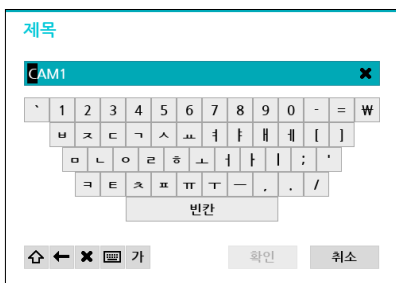 제목
CAM1
` 1 2 3 4 5 6 7 8 9 0 - = ₩
ㅂ ㅈ ㄷ ㄱ ㅅ ㅛ ㅕ ㅑ ㅐ ㅔ [ ]
ㅁ ㄴ ㅇ ㄹ ㅎ ㅗ ㅓ ㅏ ㅣ ; '
ㅋ ㅌ ㅊ ㅍ ㅠ ㅜ ㅡ , . /
빈칸
가 확인 취소